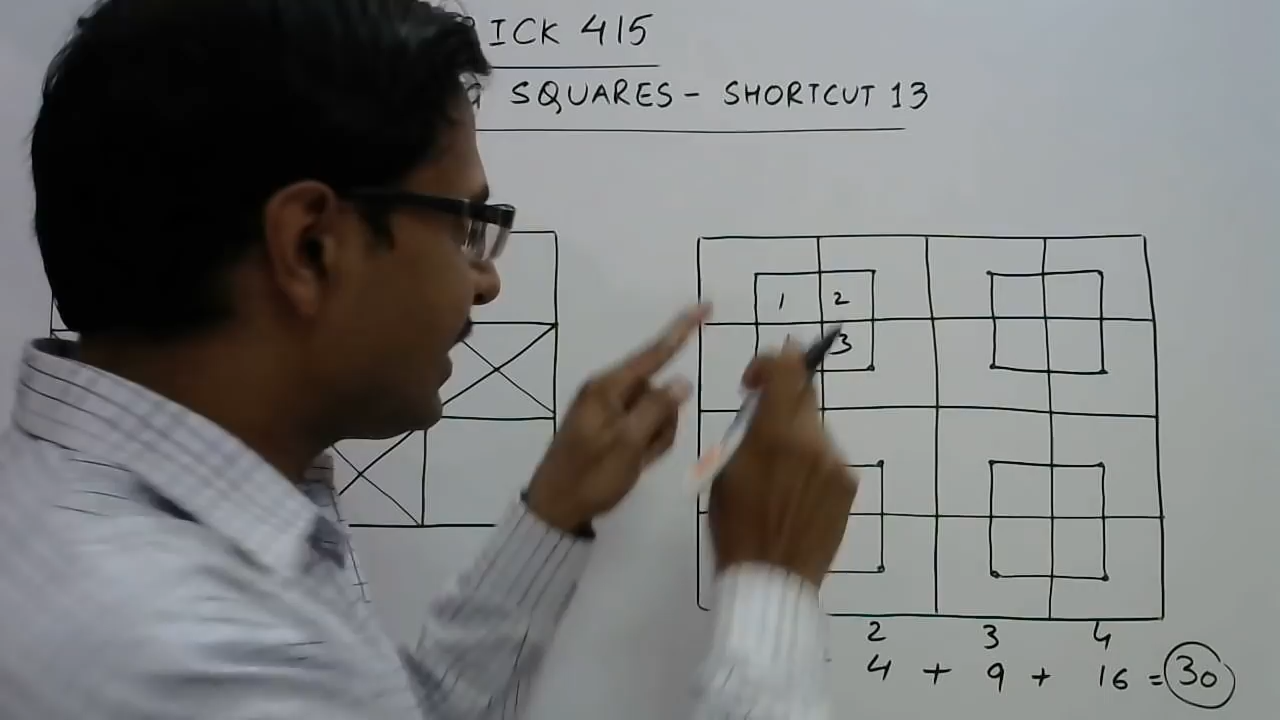 ICK 415
SQUARES - SHORTCUT 13
1 2
3
2 3 4
4 + 9 + 16 = 30